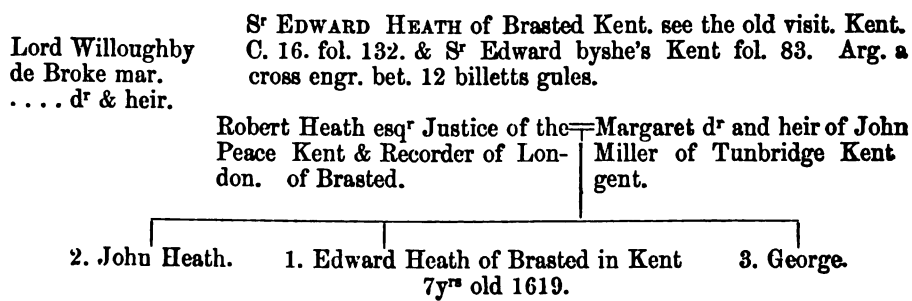 Lord Willoughby
de Broke mar.
. . . . dʳ & heir.
Sʳ EDWARD HEATH of Brasted Kent. see the old visit. Kent.
C. 16. fol. 132. & Sʳ Edward byshe's Kent fol. 83. Arg. a
cross engr. bet. 12 billetts gules.
Robert Heath esqʳ Justice of the
Peace Kent & Recorder of Lon-
don. of Brasted.
Margaret dʳ and heir of John
Miller of Tunbridge Kent
gent.
2. John Heath.
1. Edward Heath of Brasted in Kent
7yʳˢ old 1619.
3. George.